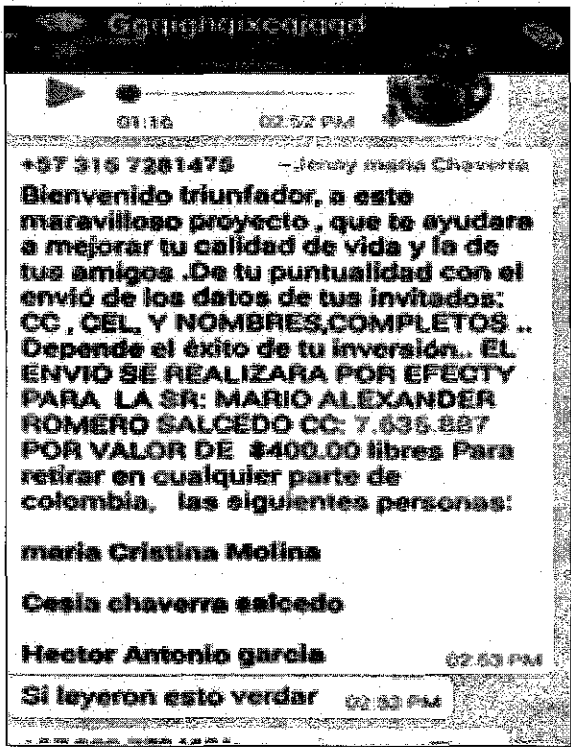 01:16 02:52 PM
+57 316 7281475 ~Jenny maria Chaverra
Bienvenido triunfador, a este
maravilloso proyecto , que te ayudara
a mejorar tu calidad de vida y la de
tus amigos .De tu puntualidad con el
envió de los datos de tus invitados:
CC , CEL, Y NOMBRES,COMPLETOS ..
Depende el éxito de tu inversión.. EL
ENVIÓ SE REALIZARA POR EFECTY
PARA LA SR: MARIO ALEXANDER
ROMERO SALCEDO CC: 7.635.887
POR VALOR DE $400.00 libres Para
retirar en cualquier parte de
colombia, las siguientes personas:
maria Cristina Molina
Cesia chaverra salcedo
Hector Antonio garcia 02:53 PM
Si leyeron esto verdar 02:53 PM